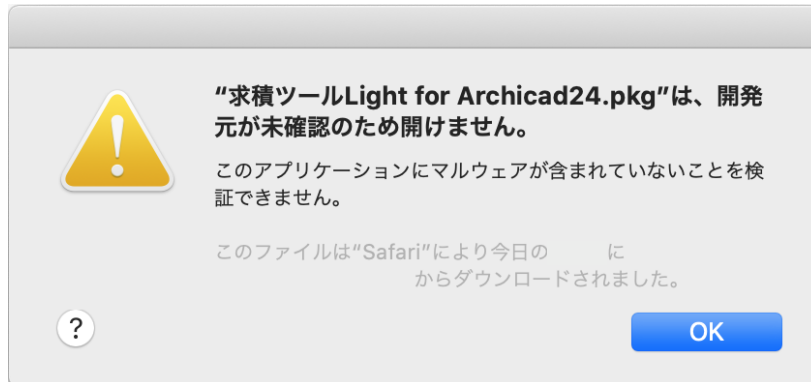 “求積ツールLight for Archicad24.pkg”は、開発
元が未確認のため開けません。
このアプリケーションにマルウェアが含まれていないことを検
証できません。
このファイルは“Safari”により今日の に
からダウンロードされました。
?
OK